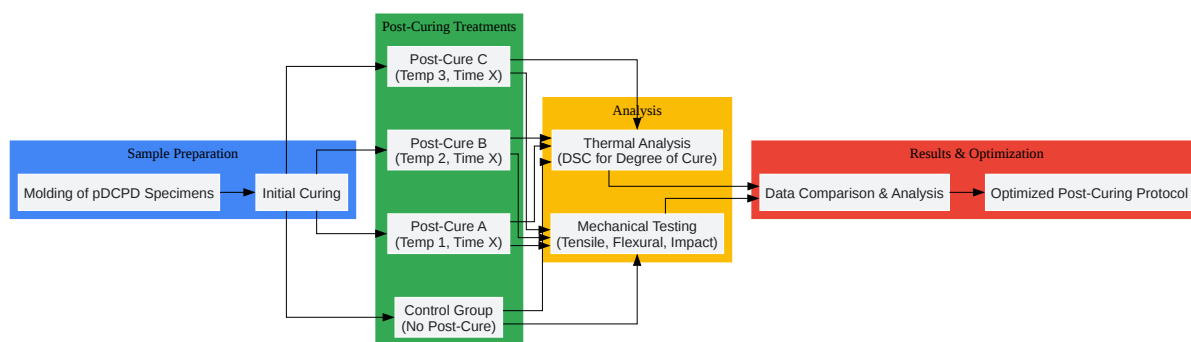 Sample Preparation
Molding of pDCPD Specimens
Initial Curing
Post-Curing Treatments
Post-Cure C
(Temp 3, Time X)
Post-Cure B
(Temp 2, Time X)
Post-Cure A
(Temp 1, Time X)
Control Group
(No Post-Cure)
Analysis
Thermal Analysis
(DSC for Degree of Cure)
Mechanical Testing
(Tensile, Flexural, Impact)
Results & Optimization
Data Comparison & Analysis
Optimized Post-Curing Protocol